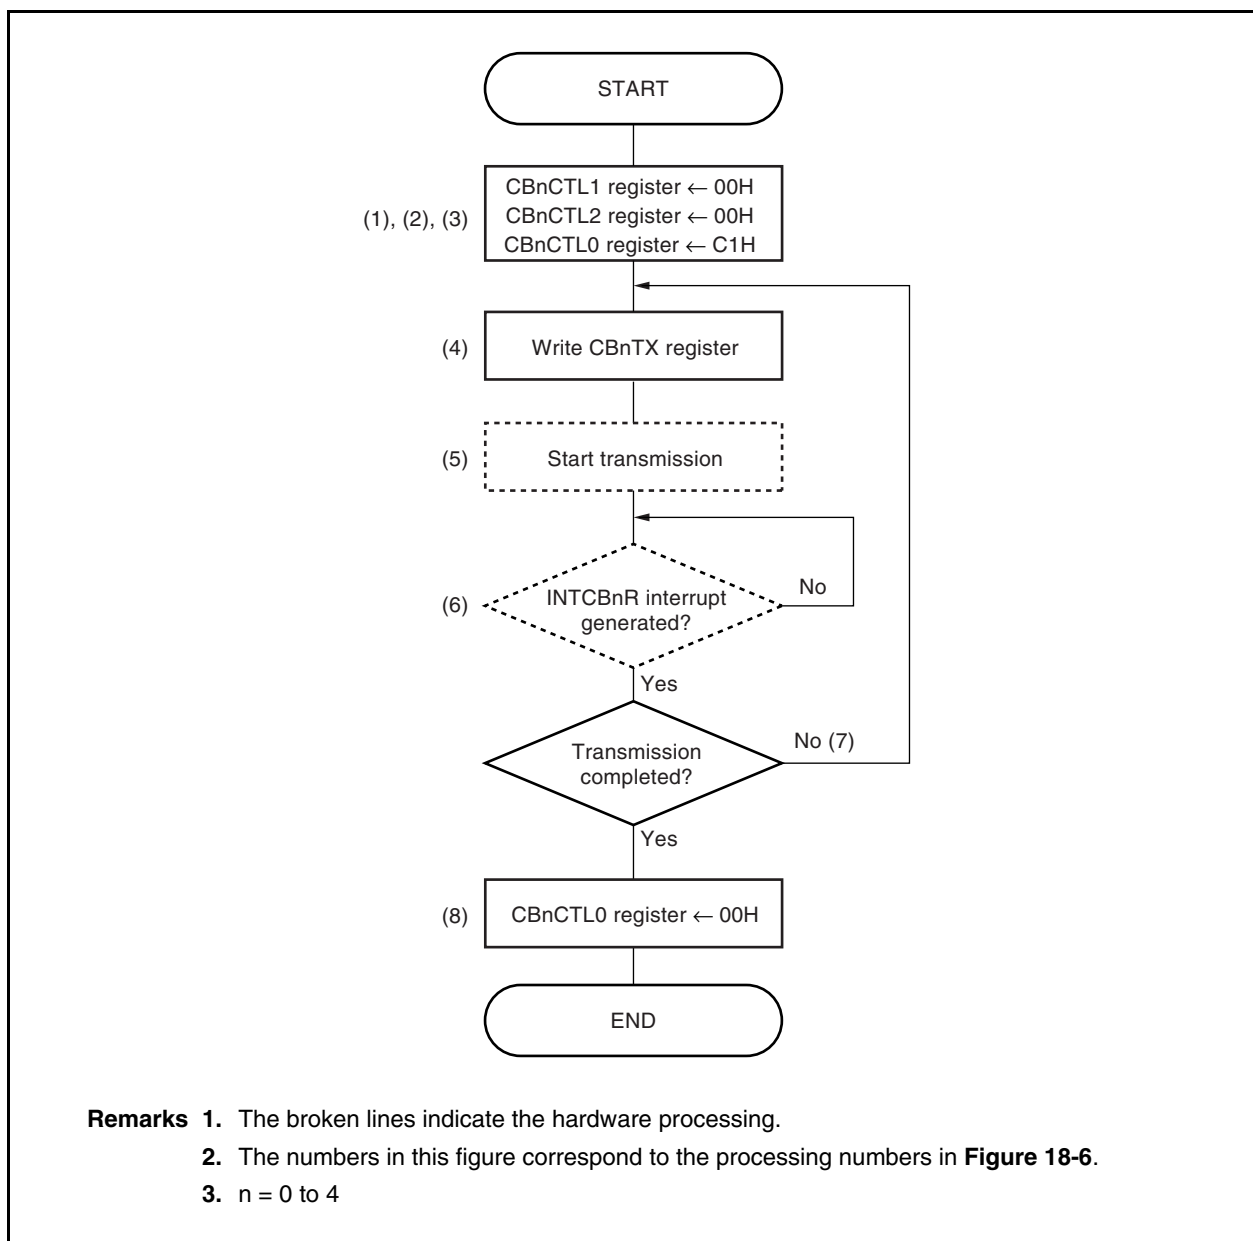 START
(1), (2), (3)
CBnCTL1 register ← 00H
CBnCTL2 register ← 00H
CBnCTL0 register ← C1H
(4)
Write CBnTX register
(5)
Start transmission
(6)
INTCBnR interrupt
generated?
No
Yes
Transmission
completed?
No (7)
Yes
(8)
CBnCTL0 register ← 00H
END
Remarks 1. The broken lines indicate the hardware processing.
2. The numbers in this figure correspond to the processing numbers in Figure 18-6.
3. n = 0 to 4